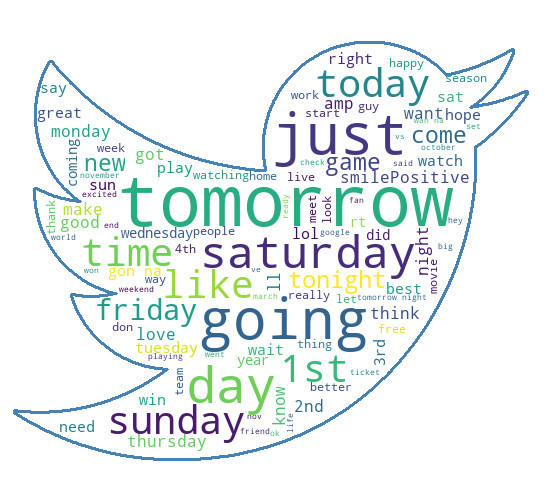 right
happy
say
today
season
work
sat
amp
guy
great
start
want
hope
just
monday
coming
come
week
got
game
watch
new
play
watching
home
live
smilePositive
november
sun
excited
tomorrow
thank
make
meet
look
fan
rt
good
wednesday
people
lol
google
did
hey
end
world
time
4th
saturday
night
movie
big
won
gon na
way
like
ll
tonight
best
ve
weekend
really
let
tomorrow night
march
friday
going
think
don
free
love
wait
thing
3rd
tuesday
went
year
1st
ticket
playing
team
day
better
win
know
life
2nd
need
sunday
nov
thursday
friend
ok
check
said
october
vs
wan na
set
ready